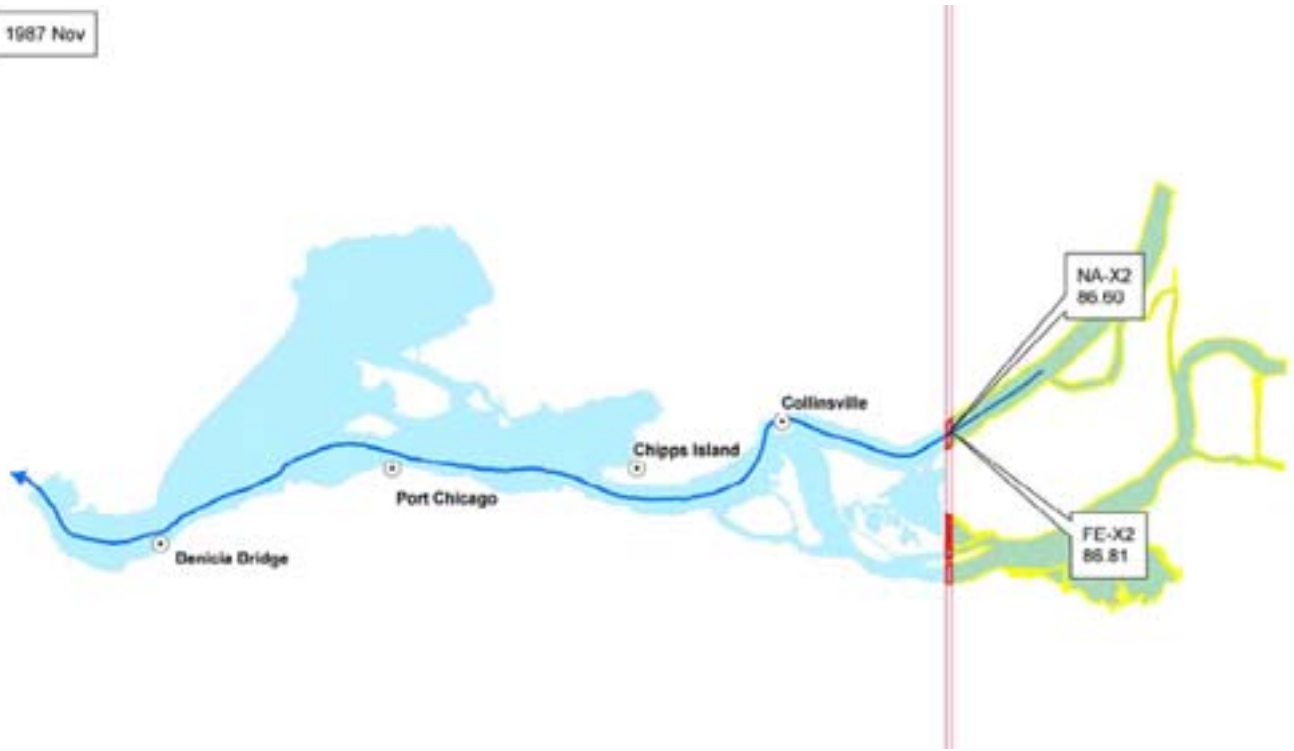 1987 Nov
NA-X2
86.60
Collinsville
Chipps Island
Port Chicago
FE-X2
86.81
Benicia Bridge